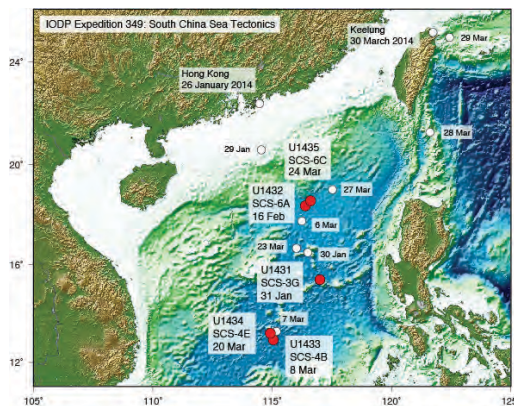 IODP Expedition 349: South China Sea Tectonics
Keelung
30 March 2014
29 Mar
24°
Hong Kong
26 January 2014
22°
28 Mar
29 Jan
U1435
SCS-6C
24 Mar
20°
27 Mar
U1432
SCS-6A
16 Feb
18°
6 Mar
23 Mar
30 Jan
16°
U1431
SCS-3G
31 Jan
14°
7 Mar
U1434
SCS-4E
20 Mar
U1433
SCS-4B
8 Mar
12°
105°
110°
115°
120°
125°